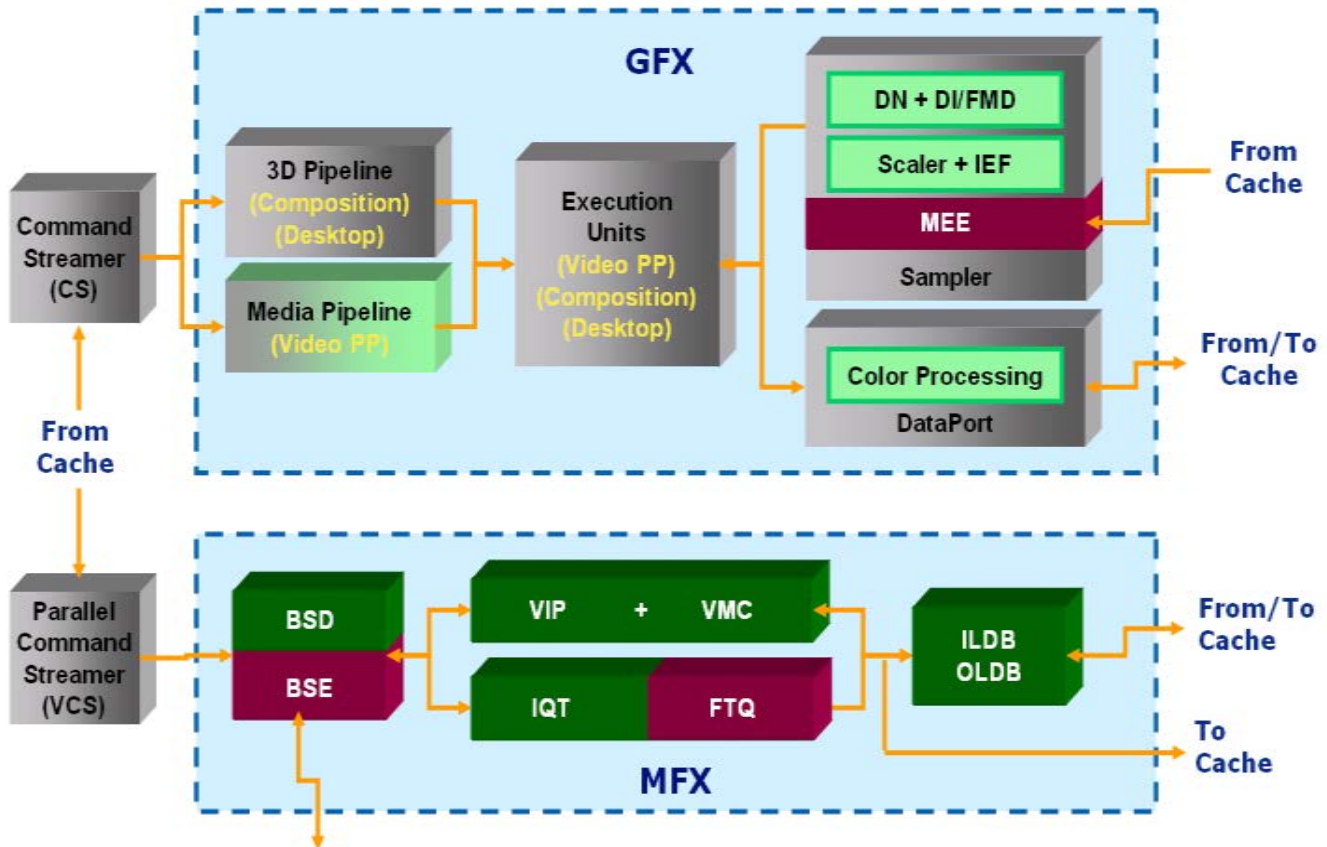 GFX
Command
Streamer
(CS)
3D Pipeline
(Composition)
(Desktop)
Media Pipeline
(Video PP)
Execution
Units
(Video PP)
(Composition)
(Desktop)
DN + DI/FMD
Scaler + IEF
MEE
Sampler
Color Processing
DataPort
From
Cache
From/To
Cache
From
Cache
Parallel
Command
Streamer
(VCS)
BSD
BSE
VIP + VMC
IQT
FTQ
ILDB
OLDB
From/To
Cache
To
Cache
MFX